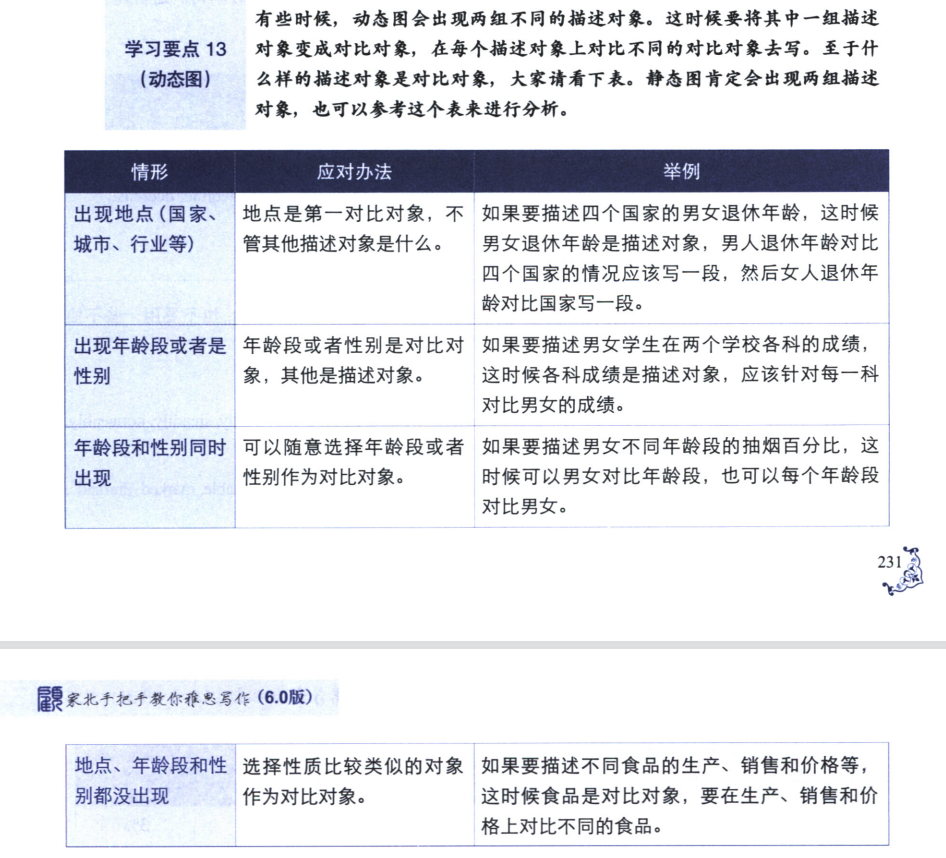 有些时候，动态图会出现两组不同的描述对象。这时候要将其中一组描述
学习要点 13
（动态图）
对象变成对比对象，在每个描述对象上对比不同的对比对象去写。至于什
么样的描述对象是对比对象，大家请看下表。静态图肯定会出现两组描述
对象，也可以参考这个表来进行分析。
情形 应对办法 举例
出现地点（国家、
城市、行业等）
地点是第一对比对象，不
管其他描述对象是什么。
如果要描述四个国家的男女退休年龄，这时候
男女退休年龄是描述对象，男人退休年龄对比
四个国家的情况应该写一段，然后女人退休年
龄对比国家写一段。
出现年龄段或者是
性别
年龄段或者性别是对比对
象，其他是描述对象。
如果要描述男女学生在两个学校各科的成绩，
这时候各科成绩是描述对象，应该针对每一科
对比男女的成绩。
年龄段和性别同时
出现
可以随意选择年龄段或者
性别作为对比对象。
如果要描述男女不同年龄段的抽烟百分比，这
时候可以男女对比年龄段，也可以每个年龄段
对比男女。
231
顧家北手把手教你雅思写作（6.0版）
地点、年龄段和性
别都没出现
选择性质比较类似的对象
作为对比对象。
如果要描述不同食品的生产、销售和价格等，
这时候食品是对比对象，要在生产、销售和价
格上对比不同的食品。